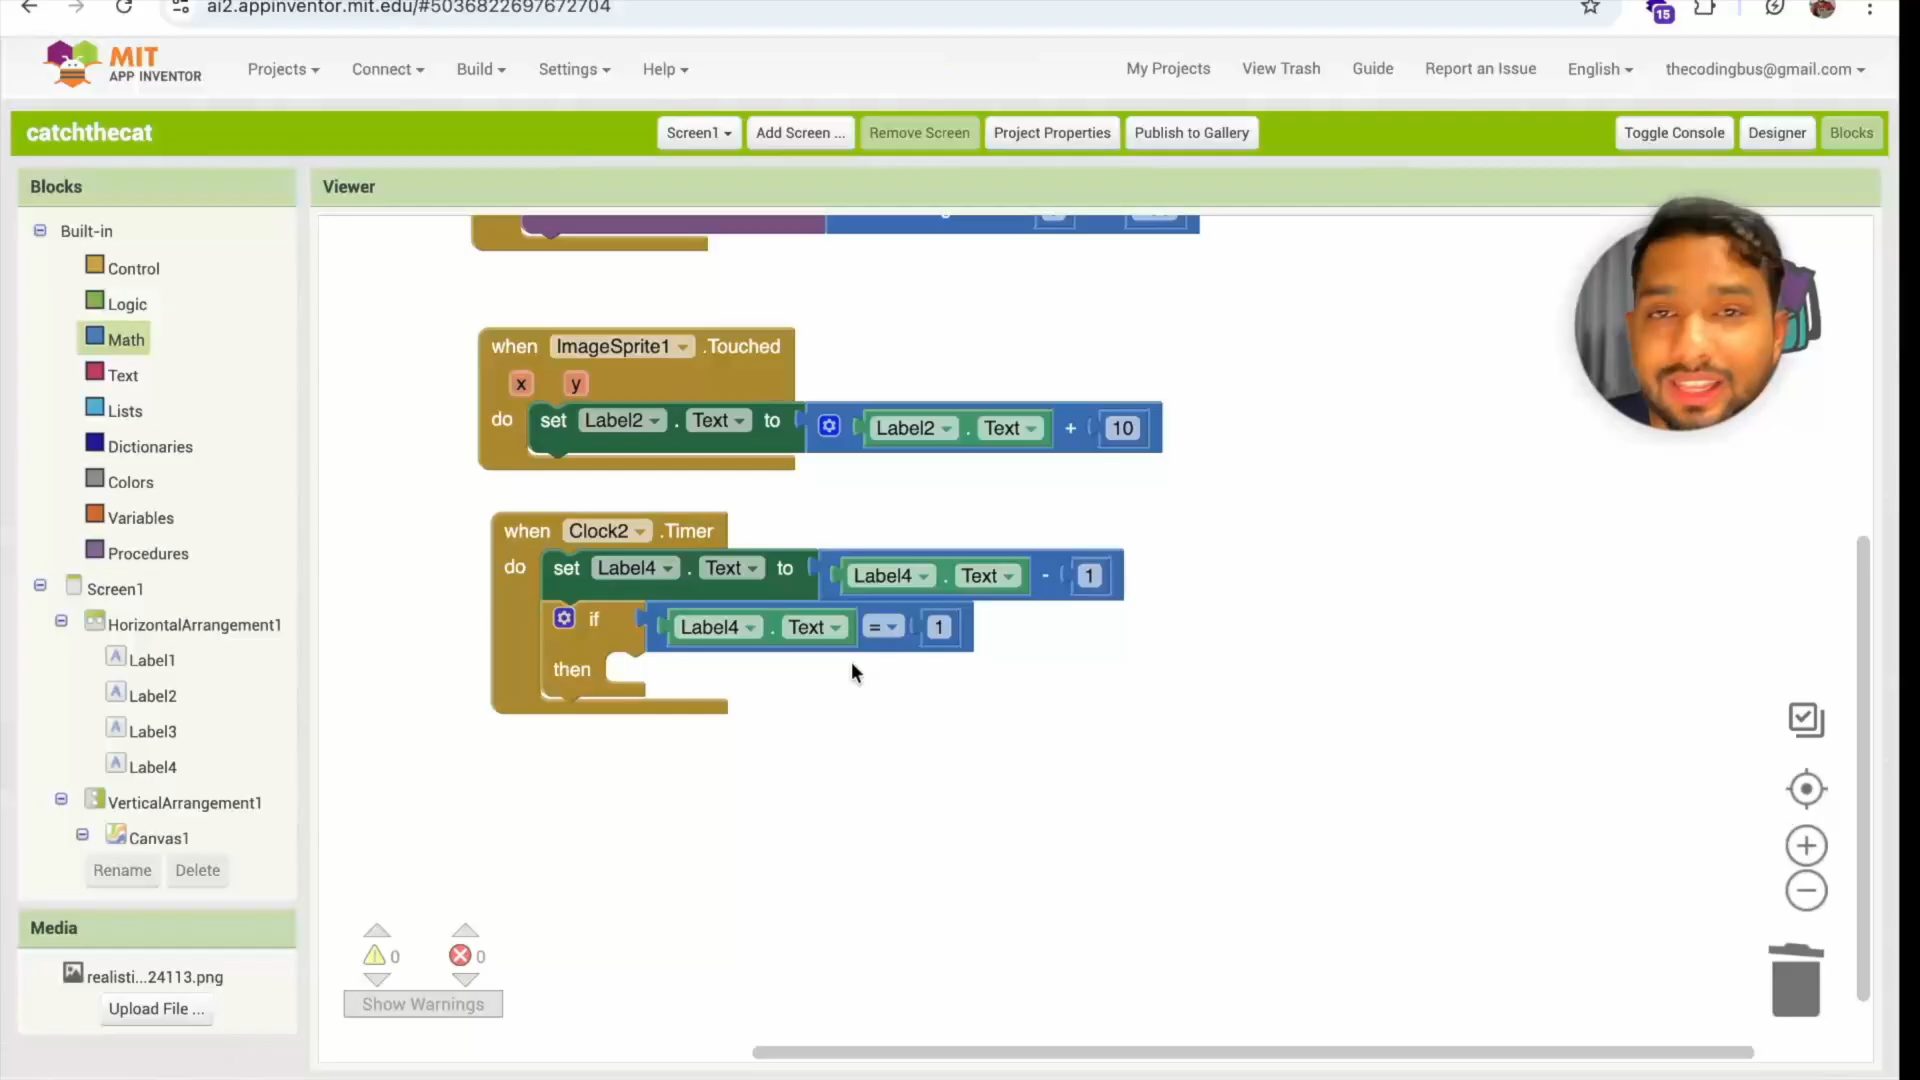 ai2.appinventor.mit.edu/#5036822697672704
15
MIT
APP INVENTOR
Projects Connect Build Settings Help
My Projects View Trash Guide Report an Issue English thecodingbus@gmail.com
catchthecat
Screen1 Add Screen ... Remove Screen Project Properties Publish to Gallery
Toggle Console Designer Blocks
Blocks
Viewer
Built-in
Control
Logic
Math
Text
Lists
Dictionaries
Colors
Variables
Procedures
Screen1
HorizontalArrangement1
A Label1
A Label2
A Label3
A Label4
VerticalArrangement1
Canvas1
Rename Delete
Media
realisti...24113.png
Upload File ...
when ImageSprite1 .Touched
x y
do set Label2 . Text to Label2 . Text + 10
when Clock2 .Timer
do set Label4 . Text to Label4 . Text - 1
if Label4 . Text = 1
then
0 0
Show Warnings